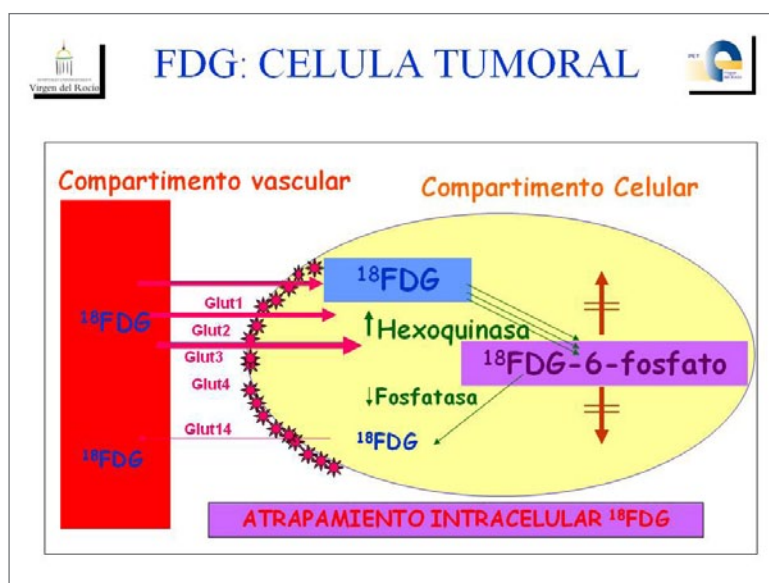 FDG: CELULA TUMORAL
Virgen del Rocío
Compartimento vascular
Compartimento Celular
¹⁸FDG
Glut1
¹⁸FDG
Glut2
↑Hexoquinasa
Glut3
¹⁸FDG-6-fosfato
Glut4
↓Fosfatasa
Glut14
¹⁸FDG
¹⁸FDG
ATRAPAMIENTO INTRACELULAR ¹⁸FDG